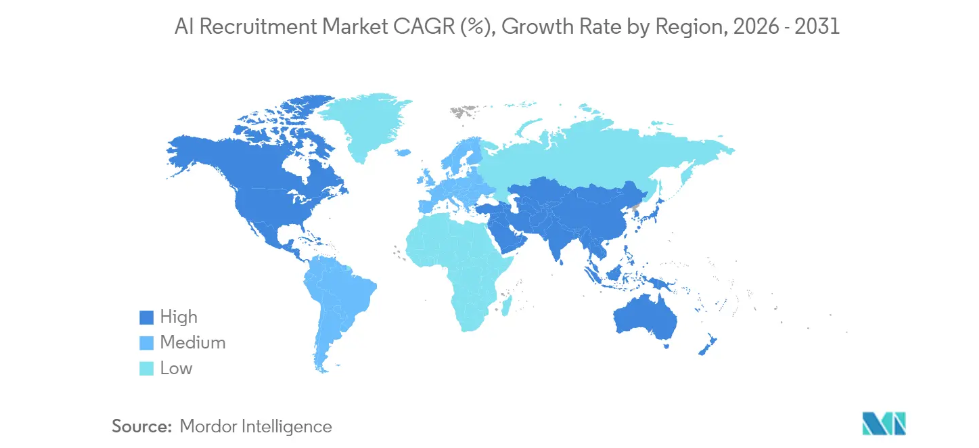 AI Recruitment Market CAGR (%), Growth Rate by Region, 2026 - 2031
High
Medium
Low
Source: Mordor Intelligence